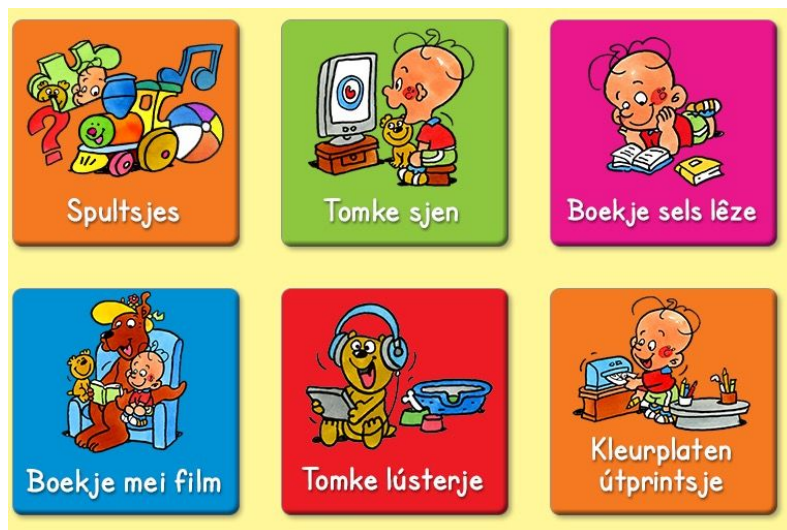 Spultsjes
Tomke sjen
Boekje sels lêze
Boekje mei film
Tomke lústerje
Kleurplaten
útprintsje